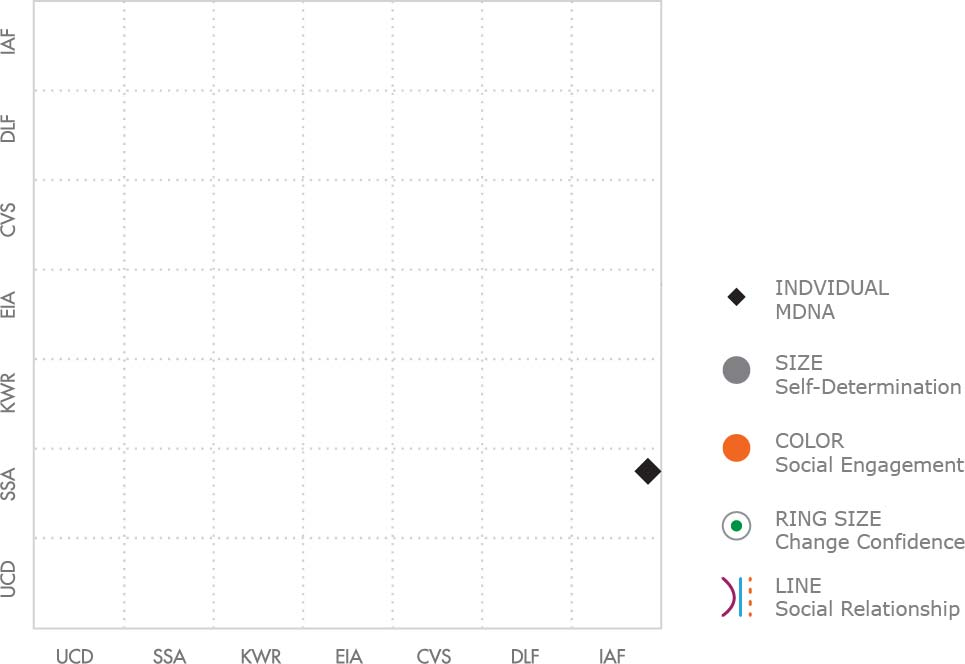 IAF
DLF
CVS
EIA
KWR
SSA
UCD
UCD SSA KWR EIA CVS DLF IAF
INDVIDUAL
MDNA
SIZE
Self-Determination
COLOR
Social Engagement
RING SIZE
Change Confidence
LINE
Social Relationship